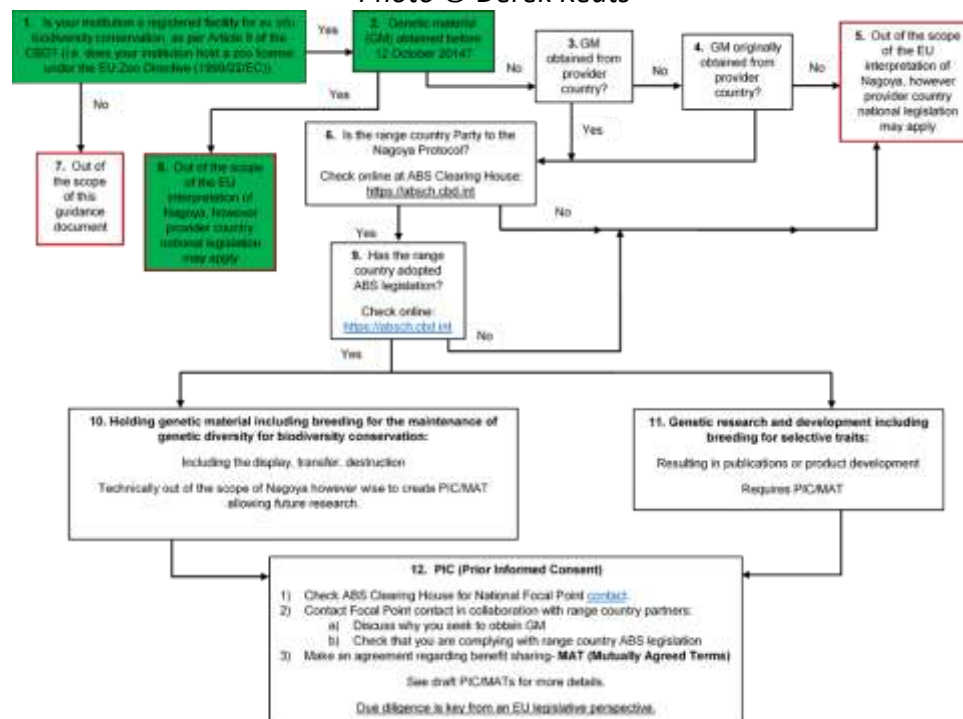 Photo © Derek Keats
1. Is your institution a registered facility for ex situ
biodiversity conservation, as per Article 9 of the
CBD? (i.e. does your institution hold a zoo license
under the EU Zoo Directive (1999/22/EC))
Yes
2. Genetic material
(GM) obtained before
12 October 2014?
No
3. GM
obtained from
provider
country?
No
4. GM originally
obtained from
provider
country?
No
5. Out of the scope
of the EU
interpretation of
Nagoya, however
provider country
national legislation
may apply
No
Yes
Yes
7. Out of
the scope
of this
guidance
document
8. Out of the scope
of the EU
interpretation of
Nagoya, however
provider country
national legislation
may apply
6. Is the range country Party to the
Nagoya Protocol?
Check online at ABS Clearing House:
https://absch.cbd.int
No
Yes
9. Has the range
country adopted
ABS legislation?
Check online:
https://absch.cbd.int
No
Yes
10. Holding genetic material including breeding for the maintenance of
genetic diversity for biodiversity conservation:
Including the display, transfer, destruction
Technically out of the scope of Nagoya however wise to create PIC/MAT
allowing future research.
11. Genetic research and development including
breeding for selective traits:
Resulting in publications or product development
Requires PIC/MAT
12. PIC (Prior Informed Consent)
1) Check ABS Clearing House for National Focal Point contact.
2) Contact Focal Point contact in collaboration with range country partners:
a) Discuss why you seek to obtain GM
b) Check that you are complying with range country ABS legislation
3) Make an agreement regarding benefit sharing- MAT (Mutually Agreed Terms)
See draft PIC/MATs for more details.
Due diligence is key from an EU legislative perspective.